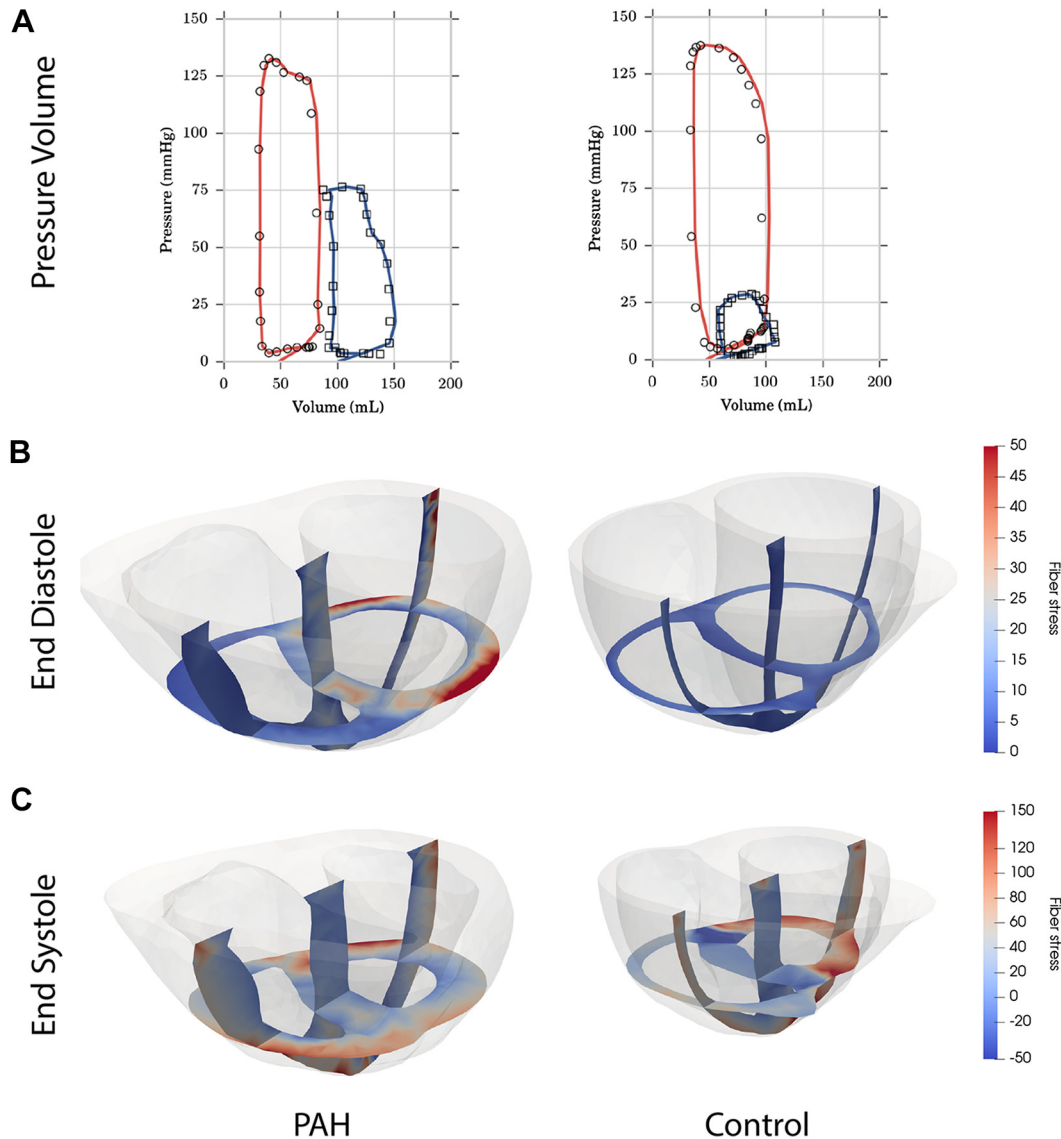 A
Pressure Volume
150
125
100
75
50
25
0
0 50 100 150 200
Pressure (mmHg)
Volume (mL)
150
125
100
75
50
25
0
0 50 100 150 200
Pressure (mmHg)
Volume (mL)
B
End Diastole
50
45
40
35
30
25
20
15
10
5
0
Fiber stress
C
End Systole
150
120
100
80
60
40
20
0
-20
-50
Fiber stress
PAH
Control